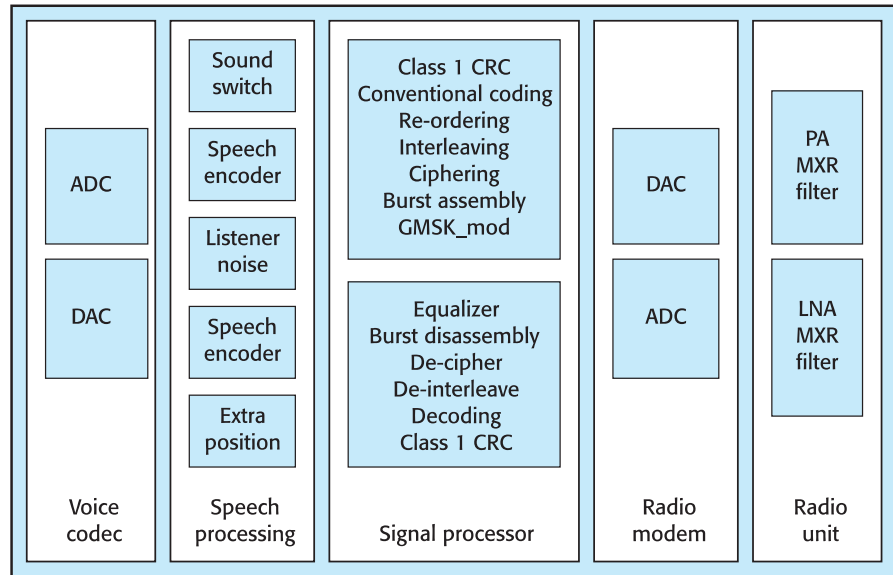 ADC
DAC
Voice
codec
Sound
switch
Speech
encoder
Listener
noise
Speech
encoder
Extra
position
Speech
processing
Class 1 CRC
Conventional coding
Re-ordering
Interleaving
Ciphering
Burst assembly
GMSK_mod
Equalizer
Burst disassembly
De-cipher
De-interleave
Decoding
Class 1 CRC
Signal processor
DAC
ADC
Radio
modem
PA
MXR
filter
LNA
MXR
filter
Radio
unit